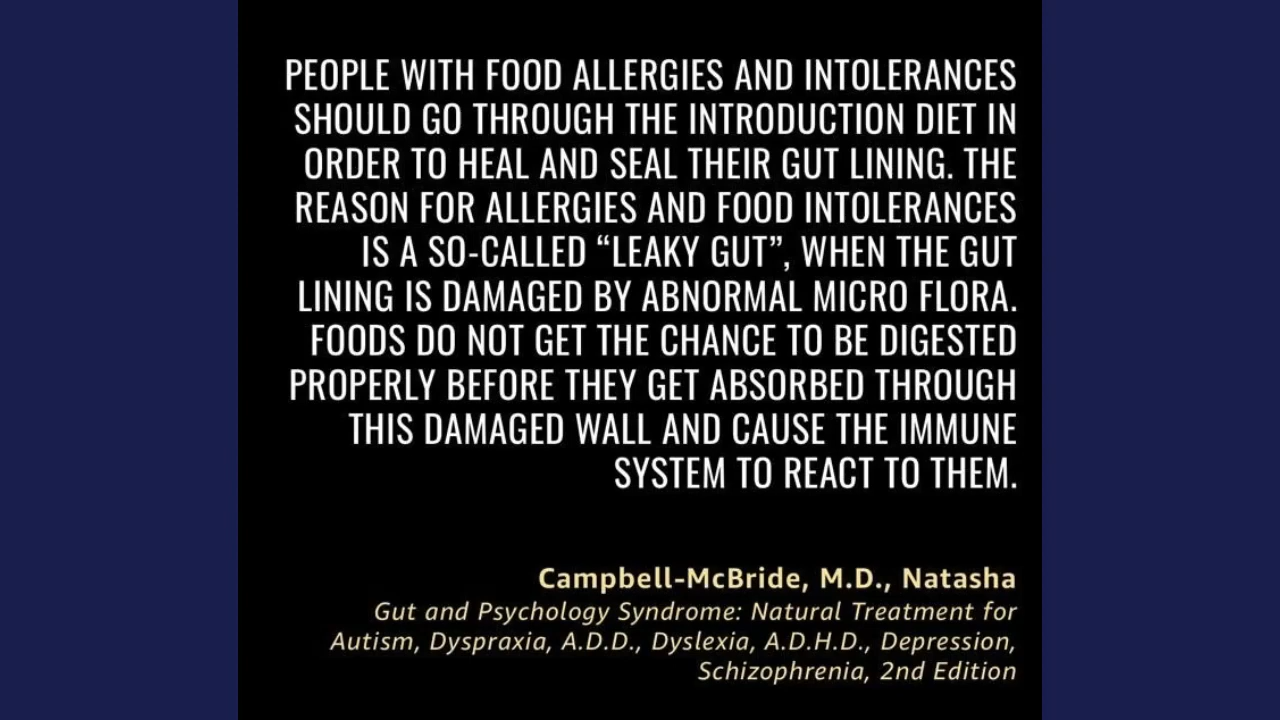 PEOPLE WITH FOOD ALLERGIES AND INTOLERANCES
SHOULD GO THROUGH THE INTRODUCTION DIET IN
ORDER TO HEAL AND SEAL THEIR GUT LINING. THE
REASON FOR ALLERGIES AND FOOD INTOLERANCES
IS A SO-CALLED “LEAKY GUT”, WHEN THE GUT
LINING IS DAMAGED BY ABNORMAL MICRO FLORA.
FOODS DO NOT GET THE CHANCE TO BE DIGESTED
PROPERLY BEFORE THEY GET ABSORBED THROUGH
THIS DAMAGED WALL AND CAUSE THE IMMUNE
SYSTEM TO REACT TO THEM.
Campbell-McBride, M.D., Natasha
Gut and Psychology Syndrome: Natural Treatment for
Autism, Dyspraxia, A.D.D., Dyslexia, A.D.H.D., Depression,
Schizophrenia, 2nd Edition